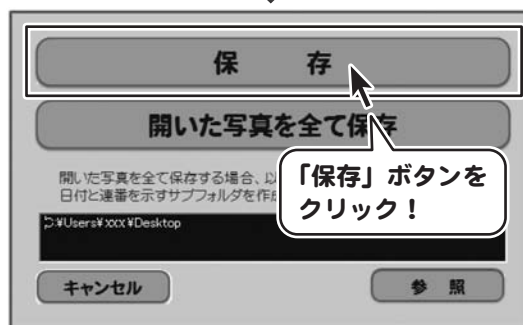 保 存
開いた写真を全て保存
「保存」ボタンを
クリック！
開いた写真を全て保存する場合、
日付と連番を示すサブフォルダを
¥Users¥xxx¥Desktop
キャンセル
参 照